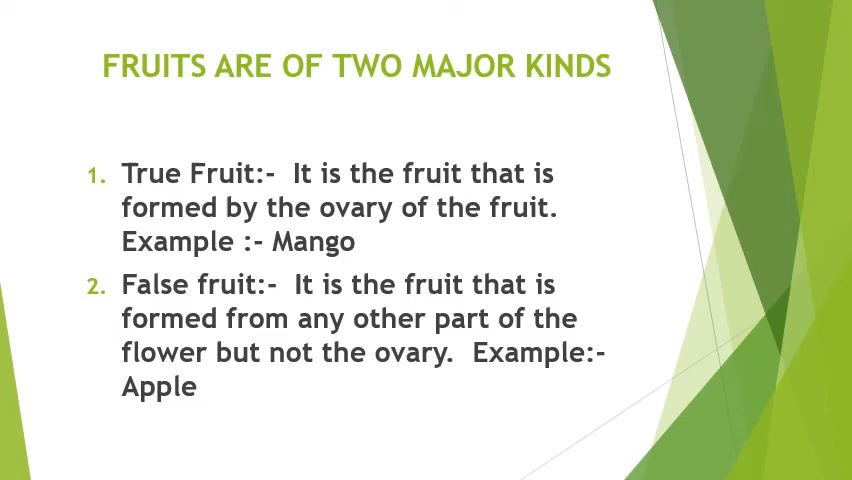 FRUITS ARE OF TWO MAJOR KINDS
1. True Fruit:- It is the fruit that is
formed by the ovary of the fruit.
Example :- Mango
2. False fruit:- It is the fruit that is
formed from any other part of the
flower but not the ovary. Example:-
Apple